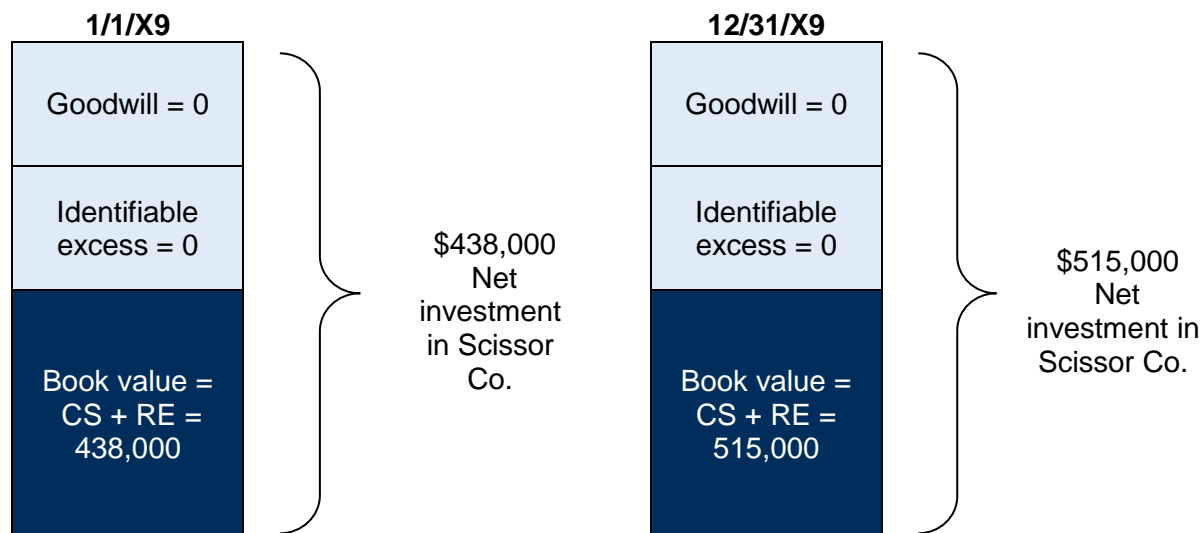 1/1/X9
Goodwill = 0
Identifiable
excess = 0
Book value =
CS + RE =
438,000
$438,000
Net
investment
in Scissor
Co.
12/31/X9
Goodwill = 0
Identifiable
excess = 0
Book value =
CS + RE =
515,000
$515,000
Net
investment in
Scissor Co.